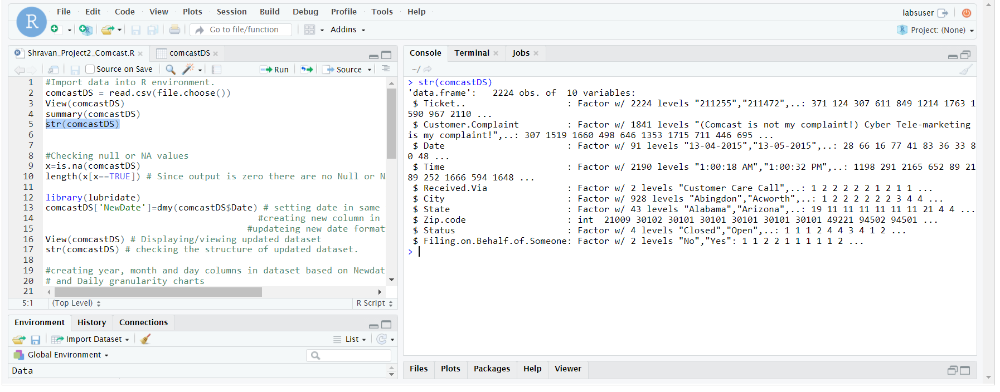 R
File Edit Code View Plots Session Build Debug Profile Tools Help
labsuser
Go to file/function
Addins
Project: (None)
Shravan_Project2_Comcast.R
comcastDS
Source on Save
Run
Source
1 #Import data into R environment.
2 comcastDS = read.csv(file.choose())
3 View(comcastDS)
4 summary(comcastDS)
5 str(comcastDS)
6
7
8 #Checking null or NA values
9 x=is.na(comcastDS)
10 length(x[x==TRUE]) # Since output is zero there are no Null or N
11
12 library(lubridate)
13 comcastDS['NewDate']=dmy(comcastDS$Date) # setting date in same
14 #creating new column in
15 #updateing new date format
16 View(comcastDS) # Displaying/viewing updated dataset
17 str(comcastDS) # checking the structure of updated dataset.
18
19 #creating year, month and day columns in dataset based on Newdat
20 # and Daily granularity charts
21
5:1 (Top Level) R Script
Environment History Connections
Import Dataset
List
Global Environment
Data
Console Terminal Jobs
~/
> str(comcastDS)
'data.frame': 2224 obs. of 10 variables:
$ Ticket.. : Factor w/ 2224 levels "211255","211472",..: 371 124 307 611 849 1214 1763 1
590 967 2110 ...
$ Customer.Complaint : Factor w/ 1841 levels "(Comcast is not my complaint!) Cyber Tele-marketing
is my complaint!",..: 307 1519 1660 498 646 1353 1715 711 446 695 ...
$ Date : Factor w/ 91 levels "13-04-2015","13-05-2015",..: 28 66 16 77 41 83 36 33 8
0 48 ...
$ Time : Factor w/ 2190 levels "1:00:18 AM","1:00:32 PM",..: 1198 291 2165 652 89 21
89 252 1666 594 1648 ...
$ Received.Via : Factor w/ 2 levels "Customer Care Call",..: 1 2 2 2 2 2 1 2 1 1 ...
$ City : Factor w/ 928 levels "Abingdon","Acworth",..: 1 2 2 2 2 2 2 3 4 4 ...
$ State : Factor w/ 43 levels "Alabama","Arizona",..: 19 11 11 11 11 11 11 21 4 4 ...
$ Zip.code : int 21009 30102 30101 30101 30101 30101 30101 49221 94502 94501 ...
$ Status : Factor w/ 4 levels "Closed","Open",..: 1 1 1 2 4 4 3 4 1 2 ...
$ Filing.on.Behalf.of.Someone: Factor w/ 2 levels "No","Yes": 1 1 2 2 1 1 1 1 1 2 ...
>
Files Plots Packages Help Viewer